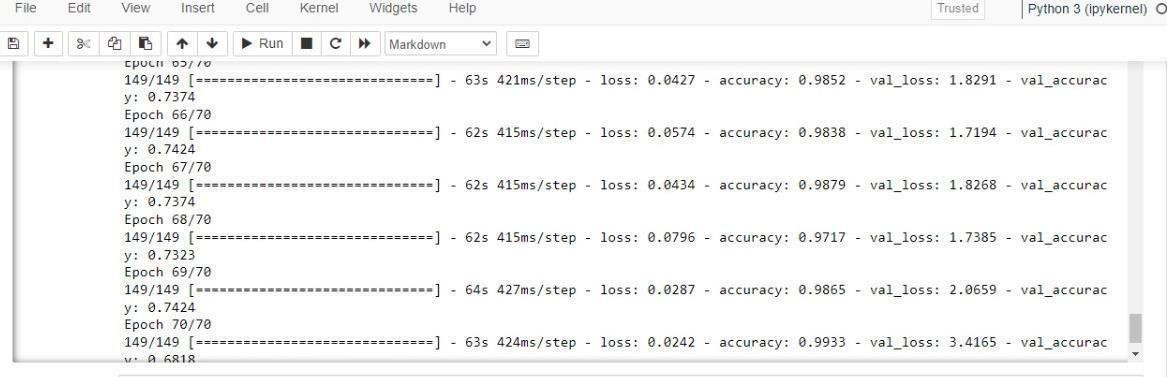 File Edit View Insert Cell Kernel Widgets Help Trusted Python 3 (ipykernel)
Run Markdown
Epoch 65/70
149/149 [==============================] - 63s 421ms/step - loss: 0.0427 - accuracy: 0.9852 - val_loss: 1.8291 - val_accurac
y: 0.7374
Epoch 66/70
149/149 [==============================] - 62s 415ms/step - loss: 0.0574 - accuracy: 0.9838 - val_loss: 1.7194 - val_accurac
y: 0.7424
Epoch 67/70
149/149 [==============================] - 62s 415ms/step - loss: 0.0434 - accuracy: 0.9879 - val_loss: 1.8268 - val_accurac
y: 0.7374
Epoch 68/70
149/149 [==============================] - 62s 415ms/step - loss: 0.0796 - accuracy: 0.9717 - val_loss: 1.7385 - val_accurac
y: 0.7323
Epoch 69/70
149/149 [==============================] - 64s 427ms/step - loss: 0.0287 - accuracy: 0.9865 - val_loss: 2.0659 - val_accurac
y: 0.7424
Epoch 70/70
149/149 [==============================] - 63s 424ms/step - loss: 0.0242 - accuracy: 0.9933 - val_loss: 3.4165 - val_accurac
y: 0.6818